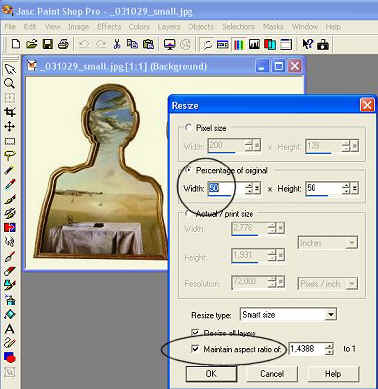 Jasc Paint Shop Pro - _031029_small.jpg
File Edit View Image Effects Colors Layers Objects Selections Masks
_031029_small.jpg[1:1] (Background)
Resize
Pixel size
Width: 200 x Height: 139
Percentage of original
Width: 50 x Height: 50
Actual / print size
Width: 2,778
Inches
Height: 1,931
Resolution: 72,000 Pixels / inch
Resize type: Smart size
Resize all layers
Maintain aspect ratio of: 1,4388 to 1
OK Cancel Help